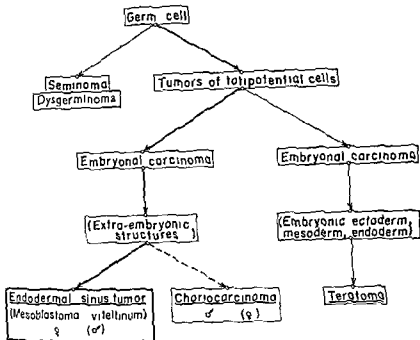 Germ cell
Seminoma
Dysgerminoma
Tumors of totipotential cells
Embryonal carcinoma
Embryonal carcinoma
(Extra-embryonic
structures)
(Embryonic ectoderm,
mesoderm, endoderm)
Endodermal sinus tumor
(Mesoblastoma vitellinum)
♀ (♂)
Choriocarcinoma
♂ (♀)
Teratoma